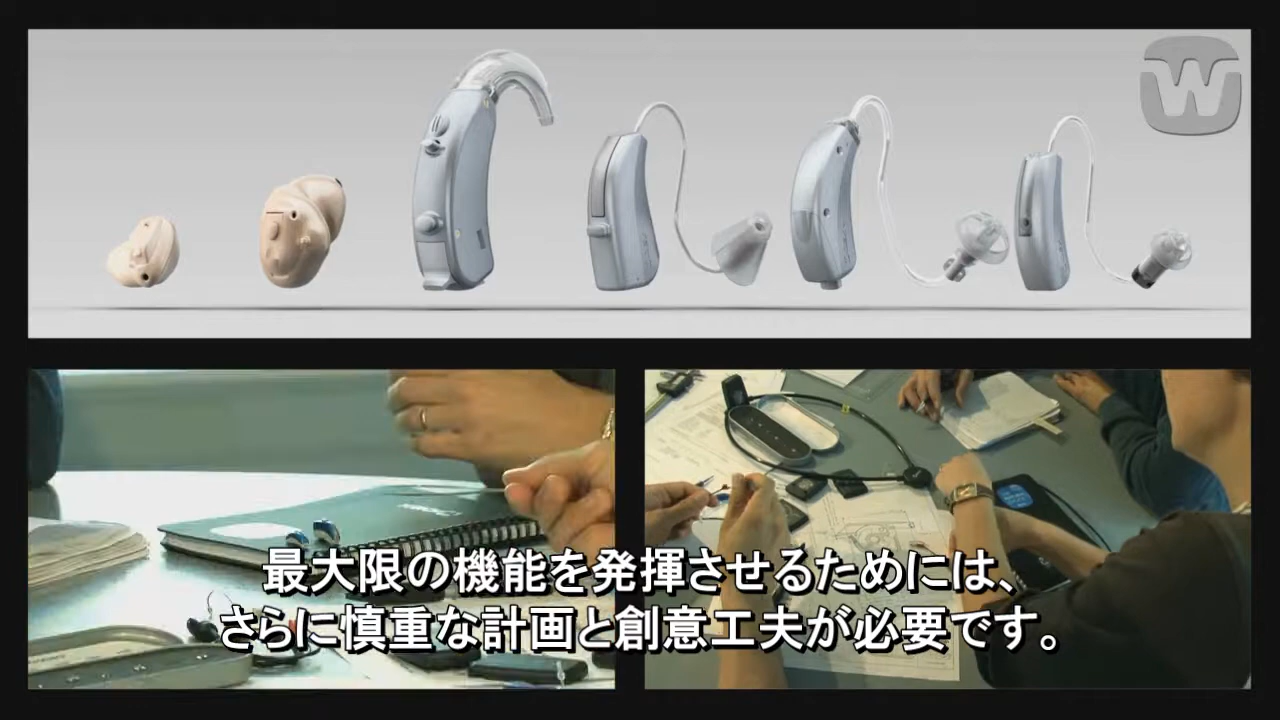 W
最大限の機能を発揮させるためには、
さらに慎重な計画と創意工夫が必要です。